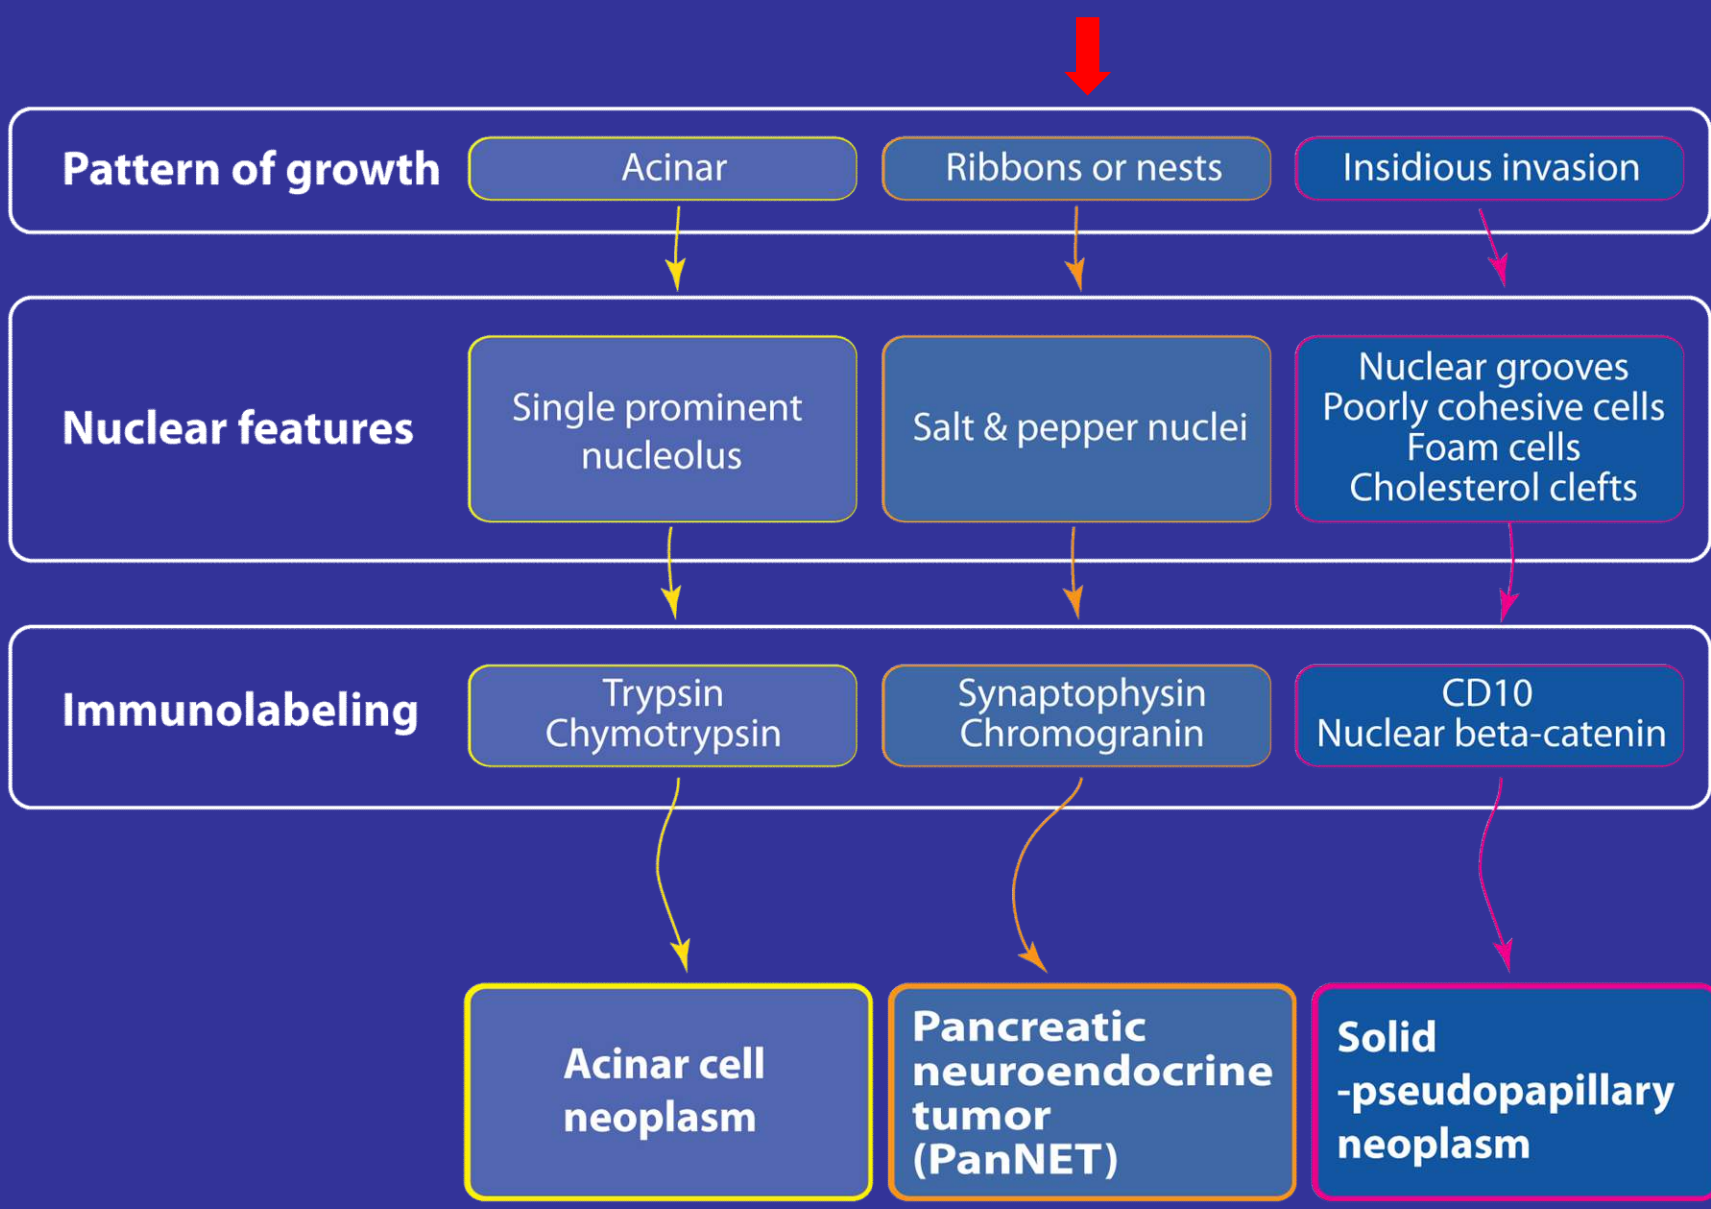 Pattern of growth
Acinar
Ribbons or nests
Insidious invasion
Nuclear features
Single prominent
nucleolus
Salt & pepper nuclei
Nuclear grooves
Poorly cohesive cells
Foam cells
Cholesterol clefts
Immunolabeling
Trypsin
Chymotrypsin
Synaptophysin
Chromogranin
CD10
Nuclear beta-catenin
Acinar cell
neoplasm
Pancreatic
neuroendocrine
tumor
(PanNET)
Solid
-pseudopapillary
neoplasm